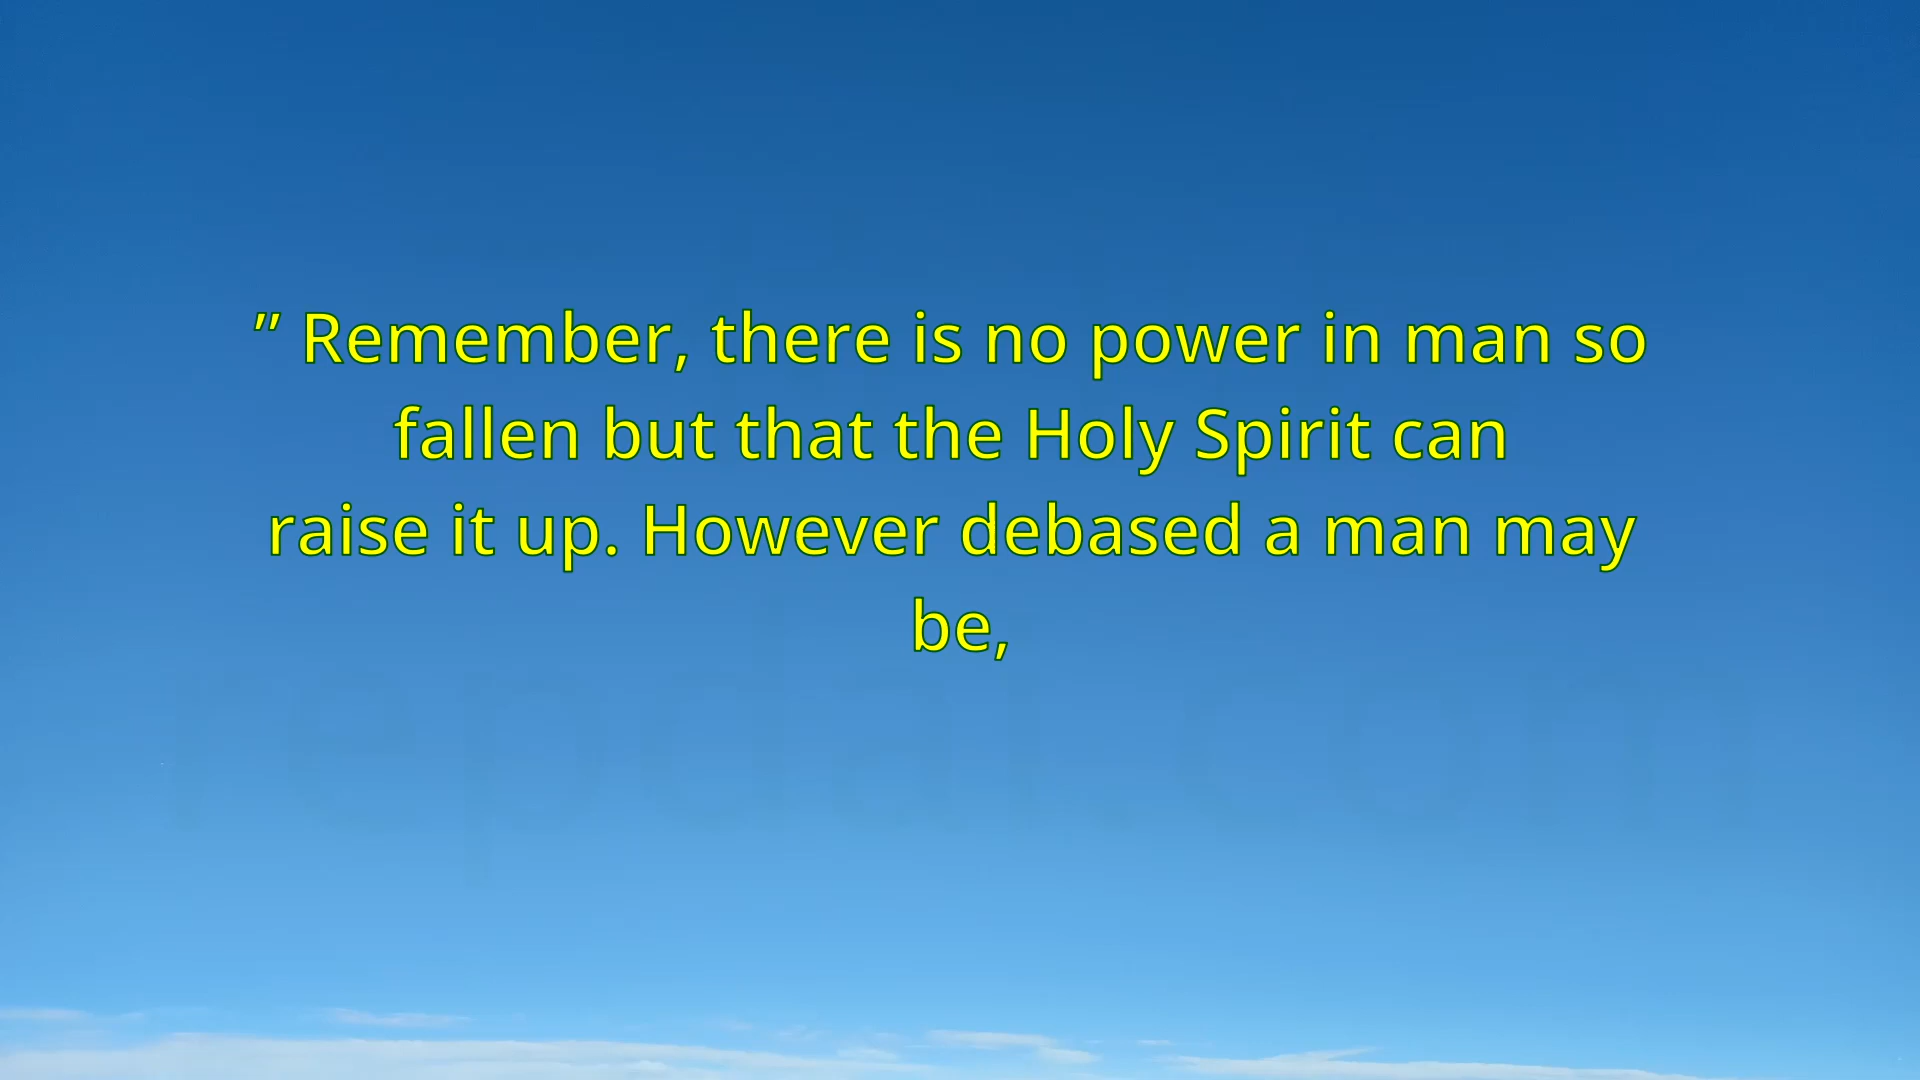 ” Remember, there is no power in man so
fallen but that the Holy Spirit can
raise it up. However debased a man may
be,